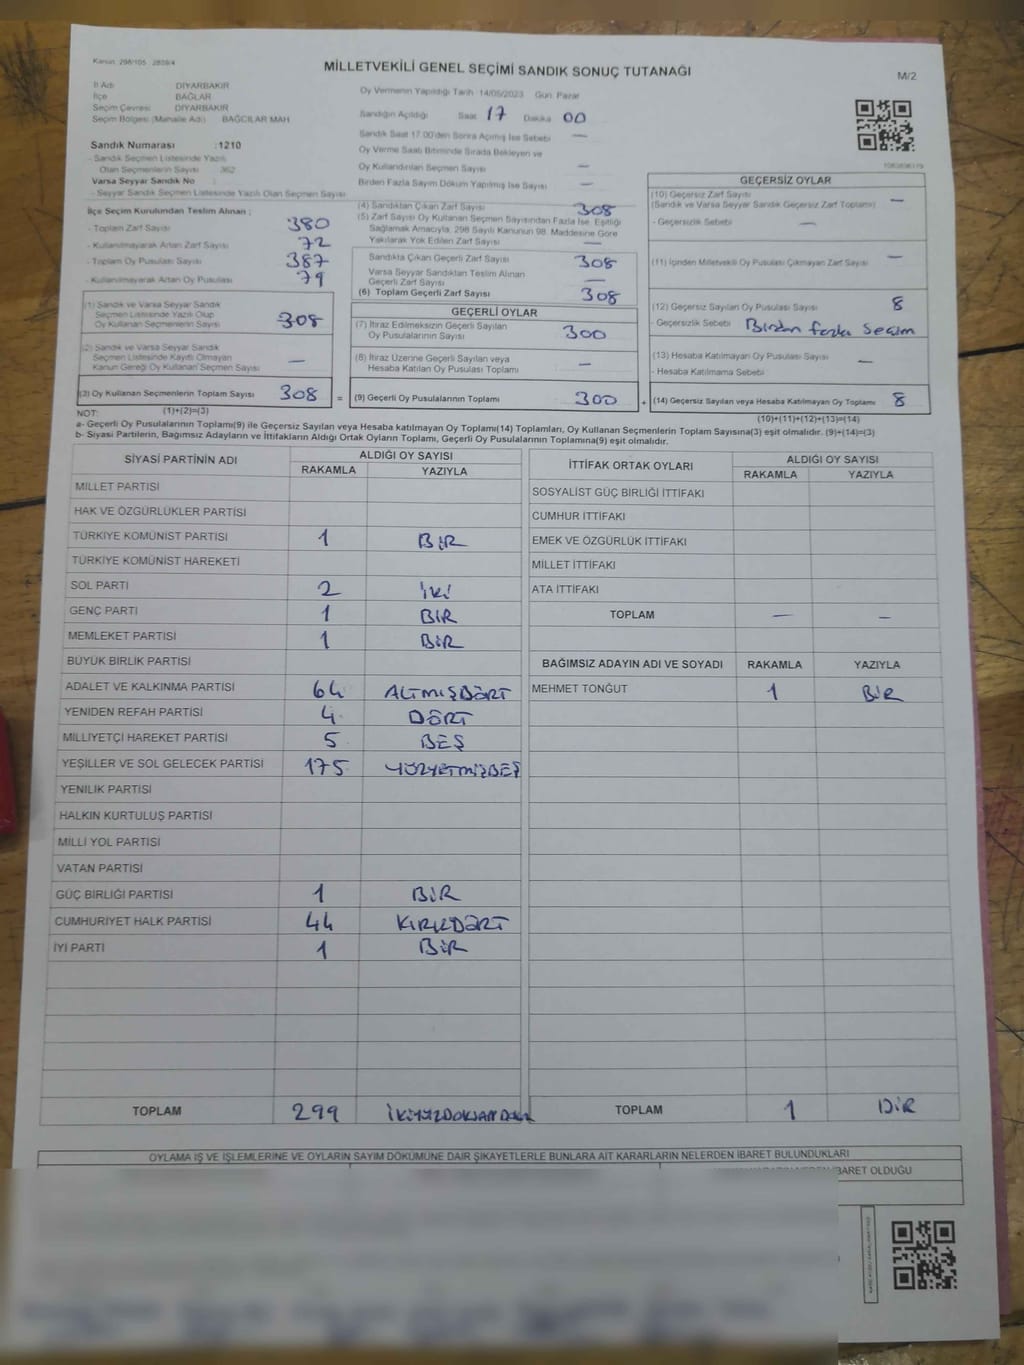 Kanun: 298/105 2839/4
MİLLETVEKİLİ GENEL SEÇİMİ SANDIK SONUÇ TUTANAĞI
M/2
İl Adı DİYARBAKIR
İlçe BAĞLAR
Seçim Çevresi DİYARBAKIR
Seçim Bölgesi (Mahalle Adı) BAĞCILAR MAH
Sandık Numarası :1210
- Sandık Seçmen Listesinde Yazılı
Olan Seçmenlerin Sayısı 362
Varsa Seyyar Sandık No :
- Seyyar Sandık Seçmen Listesinde Yazılı Olan Seçmen Sayısı
Oy Vermenin Yapıldığı Tarih :14/05/2023 Gün: Pazar
Sandığın Açıldığı Saat 17 Dakika 00
Sandık Saat 17.00'den Sonra Açılmış İse Sebebi —
Oy Verme Saati Bitiminde Sırada Bekleyen ve
Oy Kullandırılan Seçmen Sayısı —
Birden Fazla Sayım Döküm Yapılmış İse Sayısı —
İlçe Seçim Kurulundan Teslim Alınan ;
- Toplam Zarf Sayısı 380
- Kullanılmayarak Artan Zarf Sayısı 72
- Toplam Oy Pusulası Sayısı 387
- Kullanılmayarak Artan Oy Pusulası 79
(1) Sandık ve Varsa Seyyar Sandık
Seçmen Listesinde Yazılı Olup
Oy Kullanan Seçmenlerin Sayısı 308
(2) Sandık ve Varsa Seyyar Sandık
Seçmen Listesinde Kayıtlı Olmayan
Kanun Gereği Oy Kullanan Seçmen Sayısı —
(3) Oy Kullanan Seçmenlerin Toplam Sayısı 308 =
(1)+(2)=(3)
(4) Sandıktan Çıkan Zarf Sayısı 308
(5) Zarf Sayısı Oy Kullanan Seçmen Sayısından Fazla İse, Eşitliği
Sağlamak Amacıyla, 298 Sayılı Kanunun 98. Maddesine Göre
Yakılarak Yok Edilen Zarf Sayısı —
Sandıkta Çıkan Geçerli Zarf Sayısı 308
Varsa Seyyar Sandıktan Teslim Alınan
Geçerli Zarf Sayısı —
(6) Toplam Geçerli Zarf Sayısı 308
GEÇERLİ OYLAR
(7) İtiraz Edilmeksizin Geçerli Sayılan
Oy Pusulalarının Sayısı 300
(8) İtiraz Üzerine Geçerli Sayılan veya
Hesaba Katılan Oy Pusulası Toplamı —
(9) Geçerli Oy Pusulalarının Toplamı 300 +
GEÇERSİZ OYLAR
(10) Geçersiz Zarf Sayısı
(Sandık ve Varsa Seyyar Sandık Geçersiz Zarf Toplamı) —
- Geçersizlik Sebebi —
(11) İçinden Milletvekili Oy Pusulası Çıkmayan Zarf Sayısı —
(12) Geçersiz Sayılan Oy Pusulası Sayısı 8
- Geçersizlik Sebebi Birden fazla Seçim
(13) Hesaba Katılmayan Oy Pusulası Sayısı —
- Hesaba Katılmama Sebebi
(14) Geçersiz Sayılan veya Hesaba Katılmayan Oy Toplamı 8
(10)+(11)+(12)+(13)=(14)
NOT:
a- Geçerli Oy Pusulalarının Toplamı(9) ile Geçersiz Sayılan veya Hesaba katılmayan Oy Toplamı(14) Toplamları, Oy Kullanan Seçmenlerin Toplam Sayısına(3) eşit olmalıdır. (9)+(14)=(3)
b- Siyasi Partilerin, Bağımsız Adayların ve İttifakların Aldığı Ortak Oyların Toplamı, Geçerli Oy Pusulalarının Toplamına(9) eşit olmalıdır.
SİYASİ PARTİNİN ADI ALDIĞI OY SAYISI
RAKAMLA YAZIYLA
MİLLET PARTİSİ
HAK VE ÖZGÜRLÜKLER PARTİSİ
TÜRKİYE KOMÜNİST PARTİSİ 1 BİR
TÜRKİYE KOMÜNİST HAREKETİ
SOL PARTİ 2 İKİ
GENÇ PARTİ 1 BİR
MEMLEKET PARTİSİ 1 BİR
BÜYÜK BİRLİK PARTİSİ
ADALET VE KALKINMA PARTİSİ 64 ALTMIŞDÖRT
YENİDEN REFAH PARTİSİ 4 DÖRT
MİLLİYETÇİ HAREKET PARTİSİ 5 BEŞ
YEŞİLLER VE SOL GELECEK PARTİSİ 175 YÜZYETMİŞBEŞ
YENİLİK PARTİSİ
HALKIN KURTULUŞ PARTİSİ
MİLLİ YOL PARTİSİ
VATAN PARTİSİ
GÜÇ BİRLİĞİ PARTİSİ 1 BİR
CUMHURİYET HALK PARTİSİ 44 KIRKDÖRT
İYİ PARTİ 1 BİR
TOPLAM 299
İTTİFAK ORTAK OYLARI ALDIĞI OY SAYISI
RAKAMLA YAZIYLA
SOSYALİST GÜÇ BİRLİĞİ İTTİFAKI
CUMHUR İTTİFAKI
EMEK VE ÖZGÜRLÜK İTTİFAKI
MİLLET İTTİFAKI
ATA İTTİFAKI
TOPLAM — —
BAĞIMSIZ ADAYIN ADI VE SOYADI RAKAMLA YAZIYLA
MEHMET TONĞUT 1 BİR
TOPLAM 1 BİR
OYLAMA İŞ VE İŞLEMLERİNE VE OYLARIN SAYIM DÖKÜMÜNE DAİR ŞİKAYETLERLE BUNLARA AİT KARARLARIN NELERDEN İBARET BULUNDUKLARI
İBARET OLDUĞU